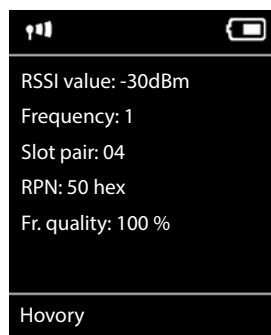 RSSI value: -30dBm
Frequency: 1
Slot pair: 04
RPN: 50 hex
Fr. quality: 100 %
Hovory